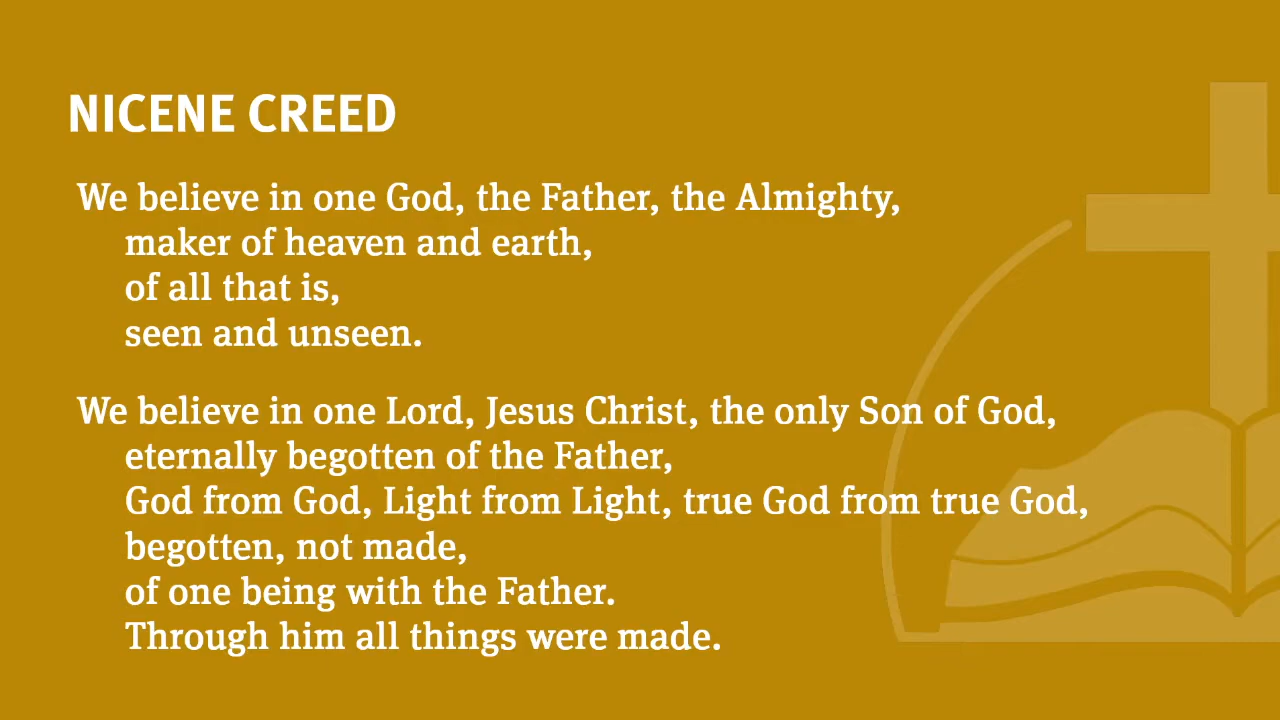 NICENE CREED
We believe in one God, the Father, the Almighty,
maker of heaven and earth,
of all that is,
seen and unseen.
We believe in one Lord, Jesus Christ, the only Son of God,
eternally begotten of the Father,
God from God, Light from Light, true God from true God,
begotten, not made,
of one being with the Father.
Through him all things were made.